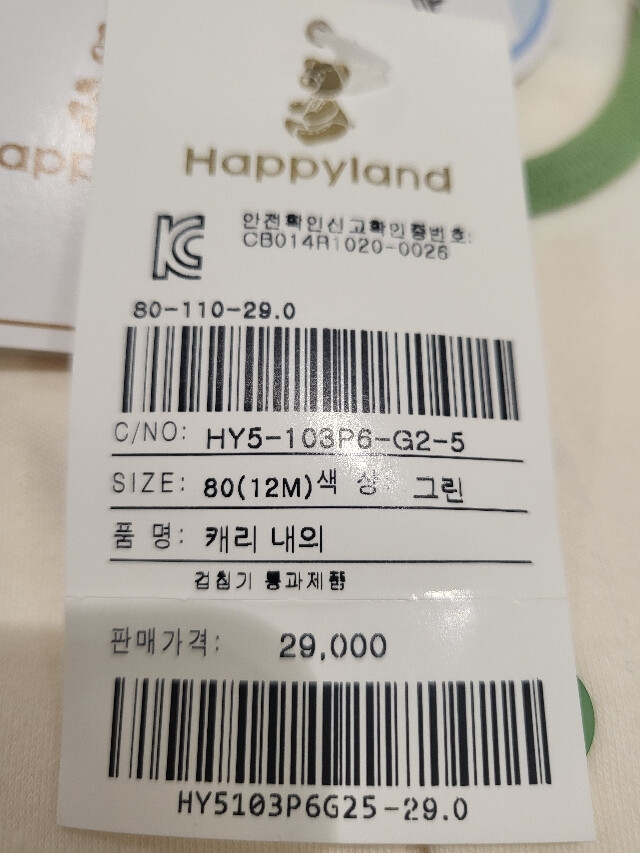 app
Happyland
KC
안전확인신고확인증번호:
CB014R1020-0026
80-110-29.0
C/NO: HY5-103P6-G2-5
SIZE: 80(12M) 색 상: 그린
품 명: 캐리 내의
검침기 통과제품
판매가격: 29,000
HY5103P6G25-29.0